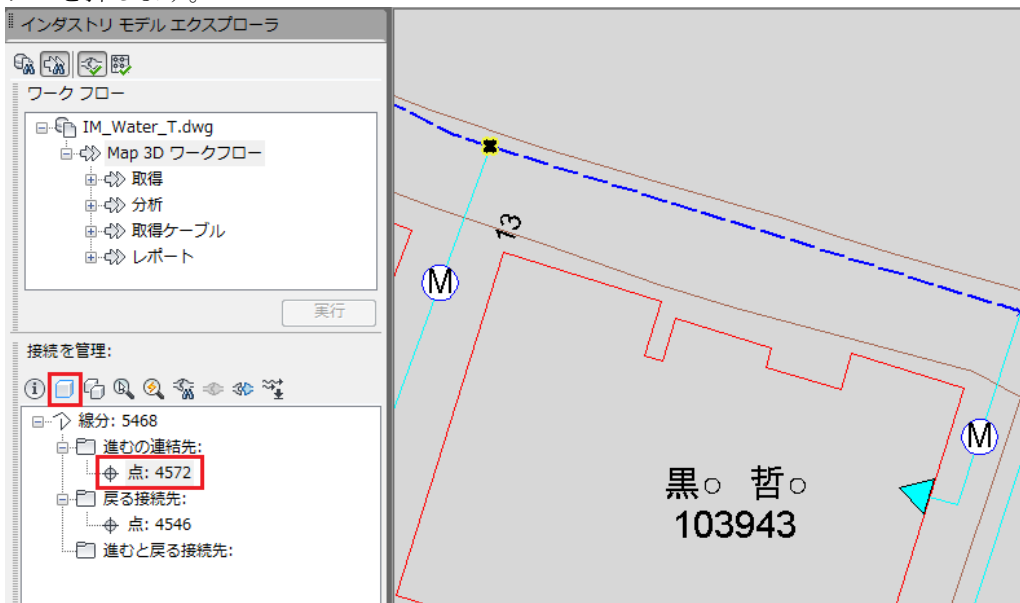 インダストリ モデル エクスプローラ
ワーク フロー
IM_Water_T.dwg
Map 3D ワークフロー
取得
分析
取得ケーブル
レポート
実行
接続を管理:
線分: 5468
進むの連結先:
点: 4572
戻る接続先:
点: 4546
進むと戻る接続先:
13
M
M
黒○ 哲○
103943